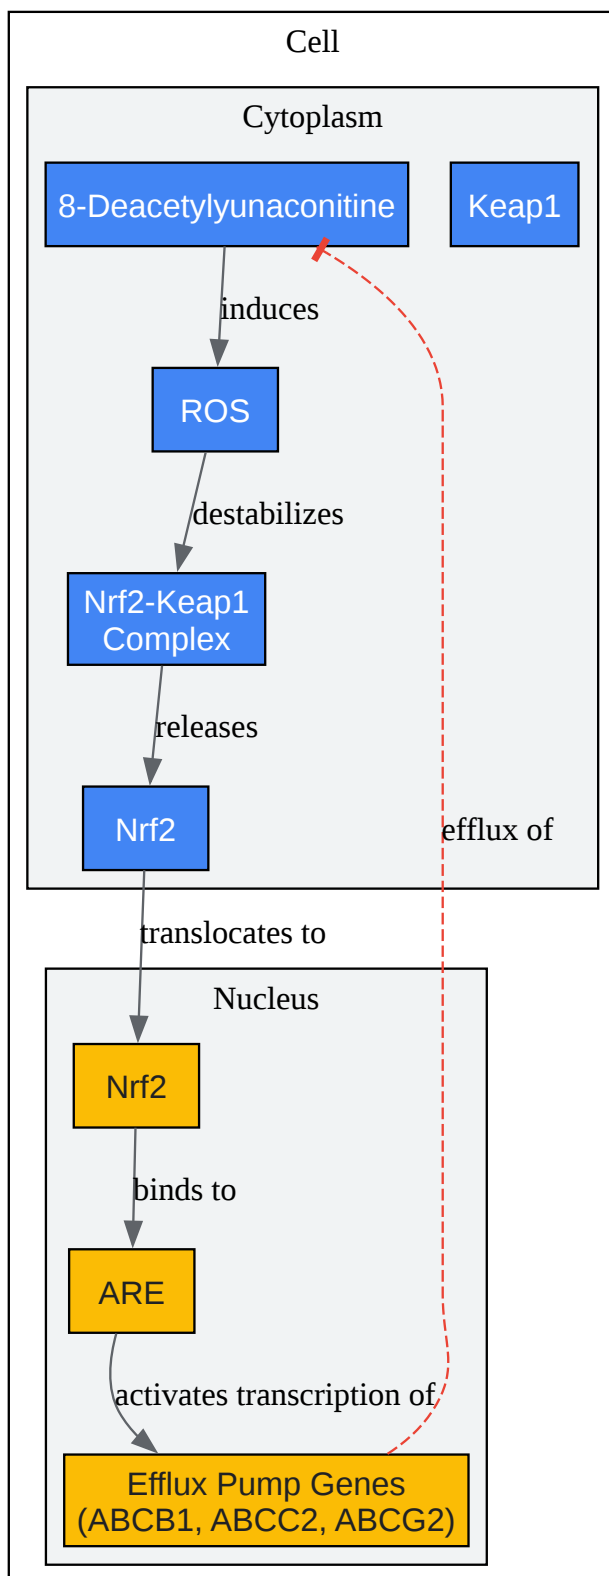 Cell
Cytoplasm
8-Deacetylyunaconitine
Keap1
induces
ROS
destabilizes
Nrf2-Keap1
Complex
releases
Nrf2
efflux of
translocates to
Nucleus
Nrf2
binds to
ARE
activates transcription of
Efflux Pump Genes
(ABCB1, ABCC2, ABCG2)